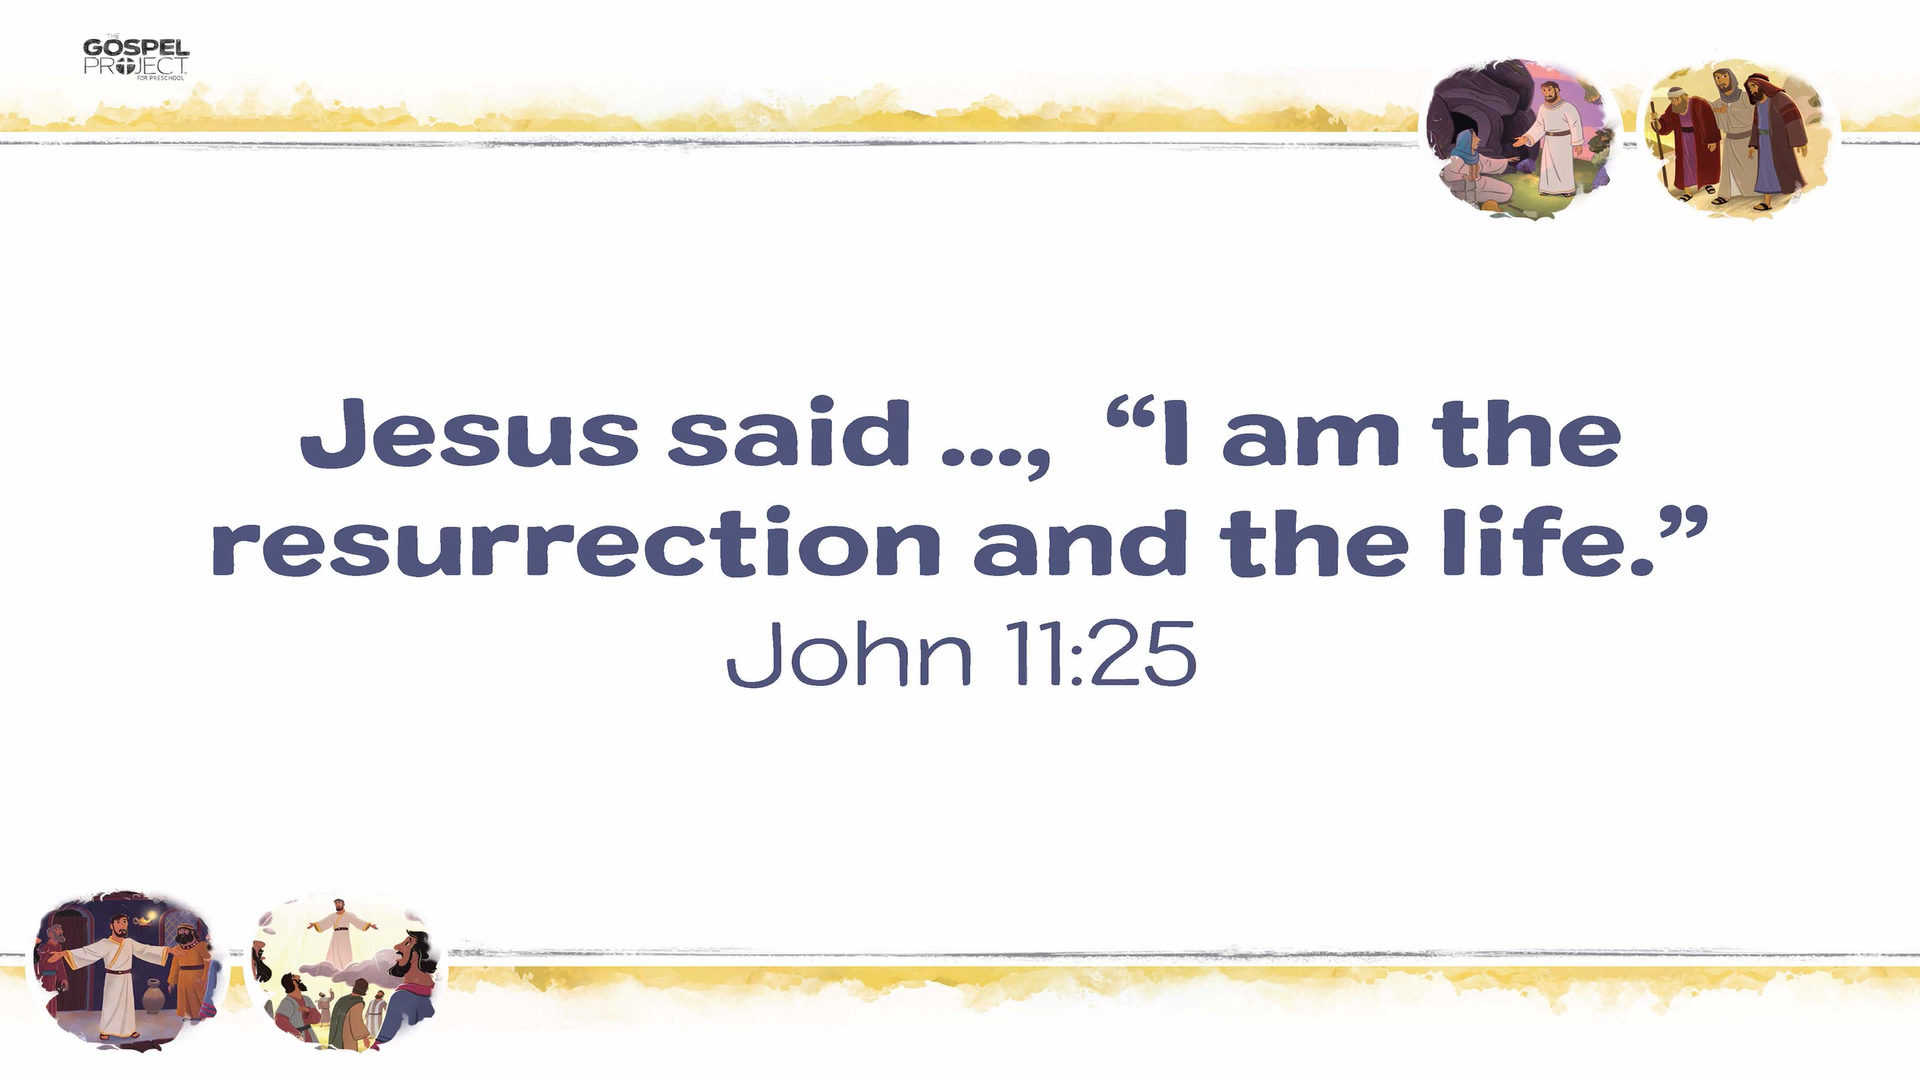 THE
GOSPEL
PROJECT
FOR PRESCHOOL
Jesus said ..., “I am the
resurrection and the life.”
John 11:25